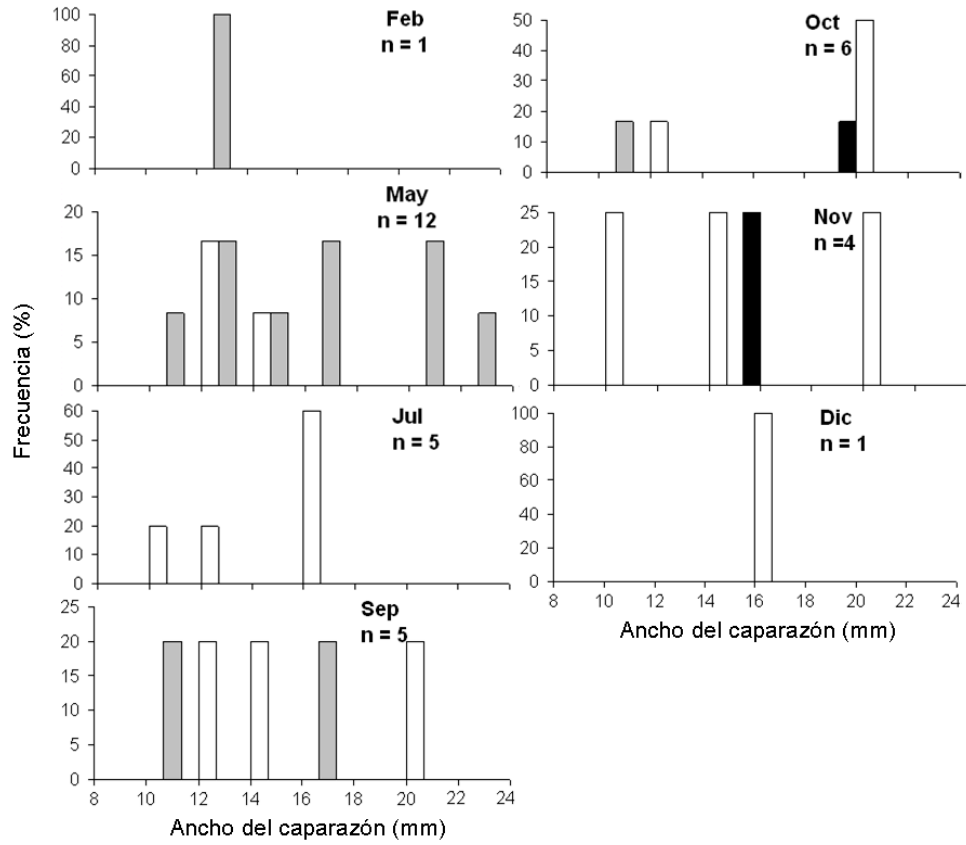 Frecuencia (%)
Feb
n = 1
100
80
60
40
20
0
May
n = 12
20
15
10
5
0
Jul
n = 5
60
50
40
30
20
10
0
Sep
n = 5
25
20
15
10
5
0
8 10 12 14 16 18 20 22 24
Ancho del caparazón (mm)
Oct
n = 6
50
40
30
20
10
0
Nov
n =4
25
20
15
10
5
0
Dic
n = 1
100
80
60
40
20
0
8 10 12 14 16 18 20 22 24
Ancho del caparazón (mm)